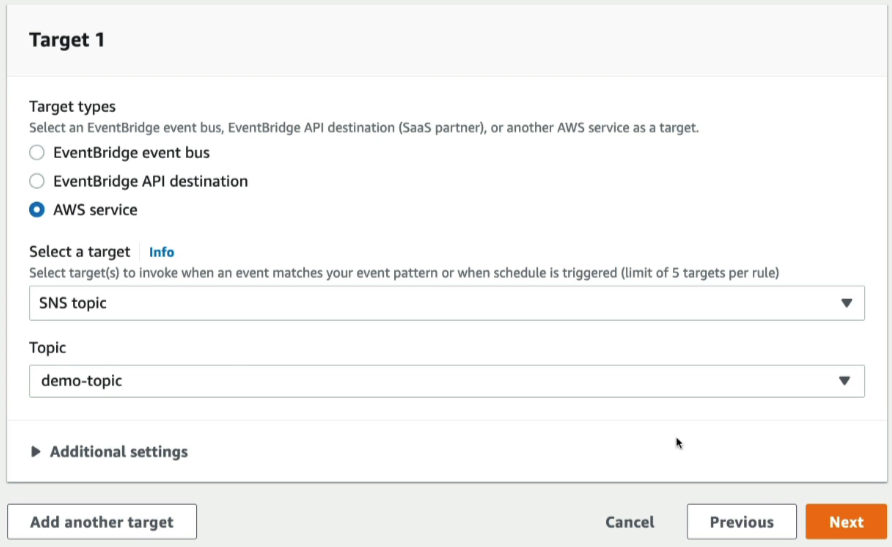 Target 1
Target types
Select an EventBridge event bus, EventBridge API destination (SaaS partner), or another AWS service as a target.
EventBridge event bus
EventBridge API destination
AWS service
Select a target Info
Select target(s) to invoke when an event matches your event pattern or when schedule is triggered (limit of 5 targets per rule)
SNS topic
Topic
demo-topic
Additional settings
Add another target Cancel Previous Next